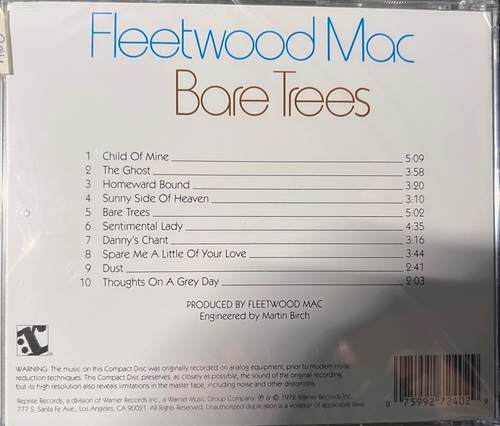 Fleetwood Mac
Bare Trees
1 Child Of Mine 5:09
2 The Ghost 3:58
3 Homeward Bound 3:20
4 Sunny Side Of Heaven 3:10
5 Bare Trees 5:02
6 Sentimental Lady 4:35
7 Danny's Chant 3:16
8 Spare Me A Little Of Your Love 3:44
9 Dust 2:41
10 Thoughts On A Grey Day 2:03
PRODUCED BY FLEETWOOD MAC
Engineered by Martin Birch
WARNING: The music on this Compact Disc was originally recorded on analog equipment, prior to modern noise
reduction techniques. This Compact Disc preserves, as closely as possible, the sound of the original recording,
but its high resolution also reveals limitations in the master tape, including noise and other distortions.
Reprise Records, a division of Warner Records Inc., a Warner Music Group Company. ℗ © 1972 Warner Records Inc.,
777 S. Santa Fe Ave., Los Angeles, CA 90021. All Rights Reserved. Unauthorized duplication is a violation of applicable laws.
0 75992 72402 9